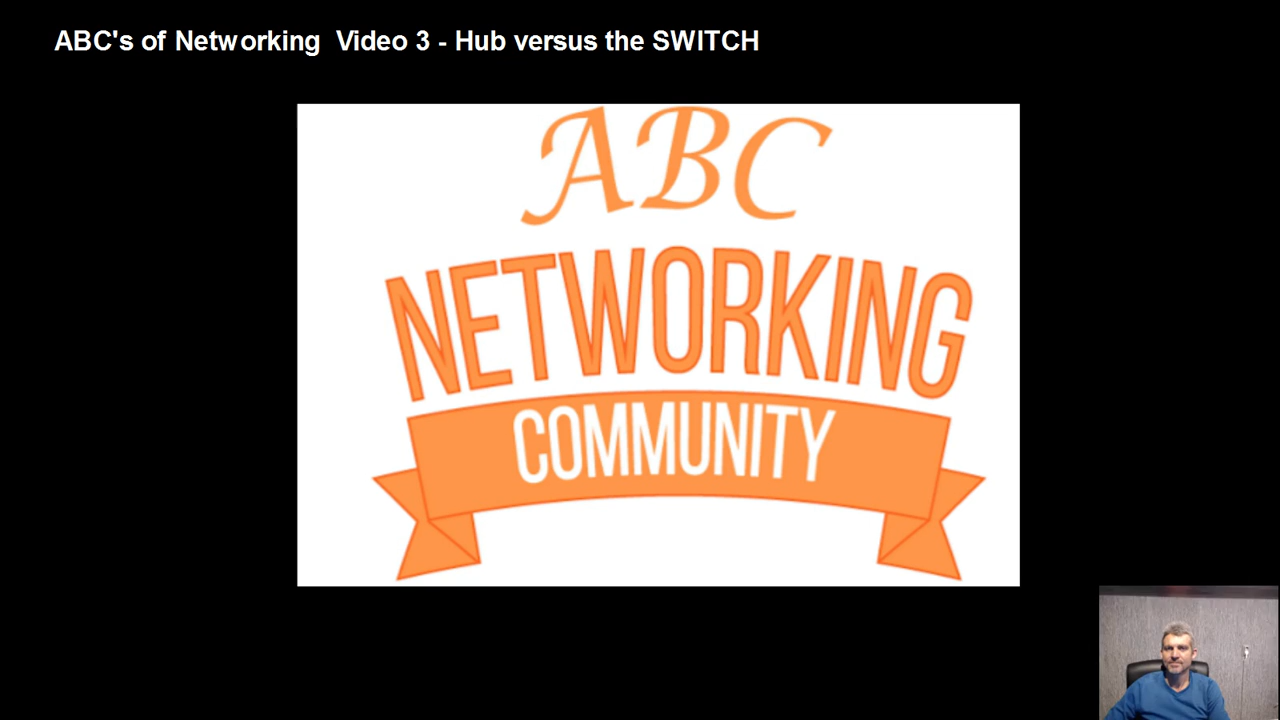 ABC's of Networking  Video 3 - Hub versus the SWITCH
ABC
NETWORKING
COMMUNITY